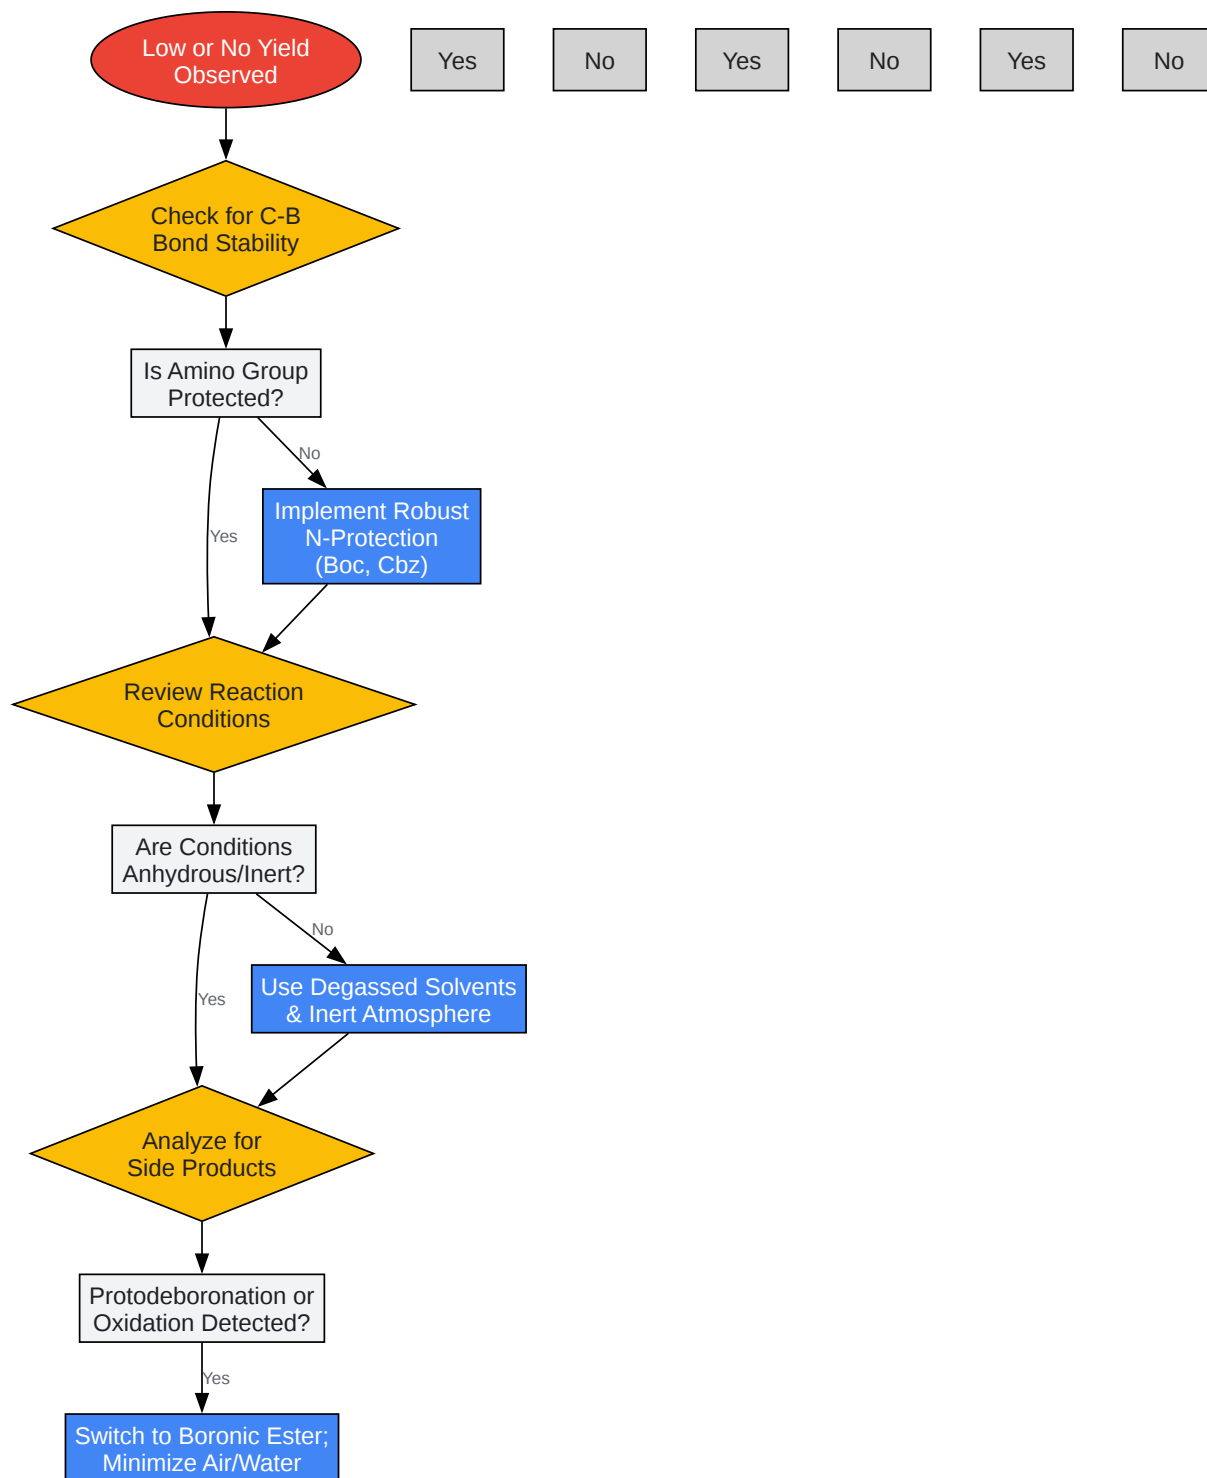 Low or No Yield
Observed
Yes
No
Yes
No
Yes
No
Check for C-B
Bond Stability
Is Amino Group
Protected?
No
Implement Robust
N-Protection
(Boc, Cbz)
Yes
Review Reaction
Conditions
Are Conditions
Anhydrous/Inert?
No
Use Degassed Solvents
& Inert Atmosphere
Yes
Analyze for
Side Products
Protodeboronation or
Oxidation Detected?
Yes
Switch to Boronic Ester;
Minimize Air/Water